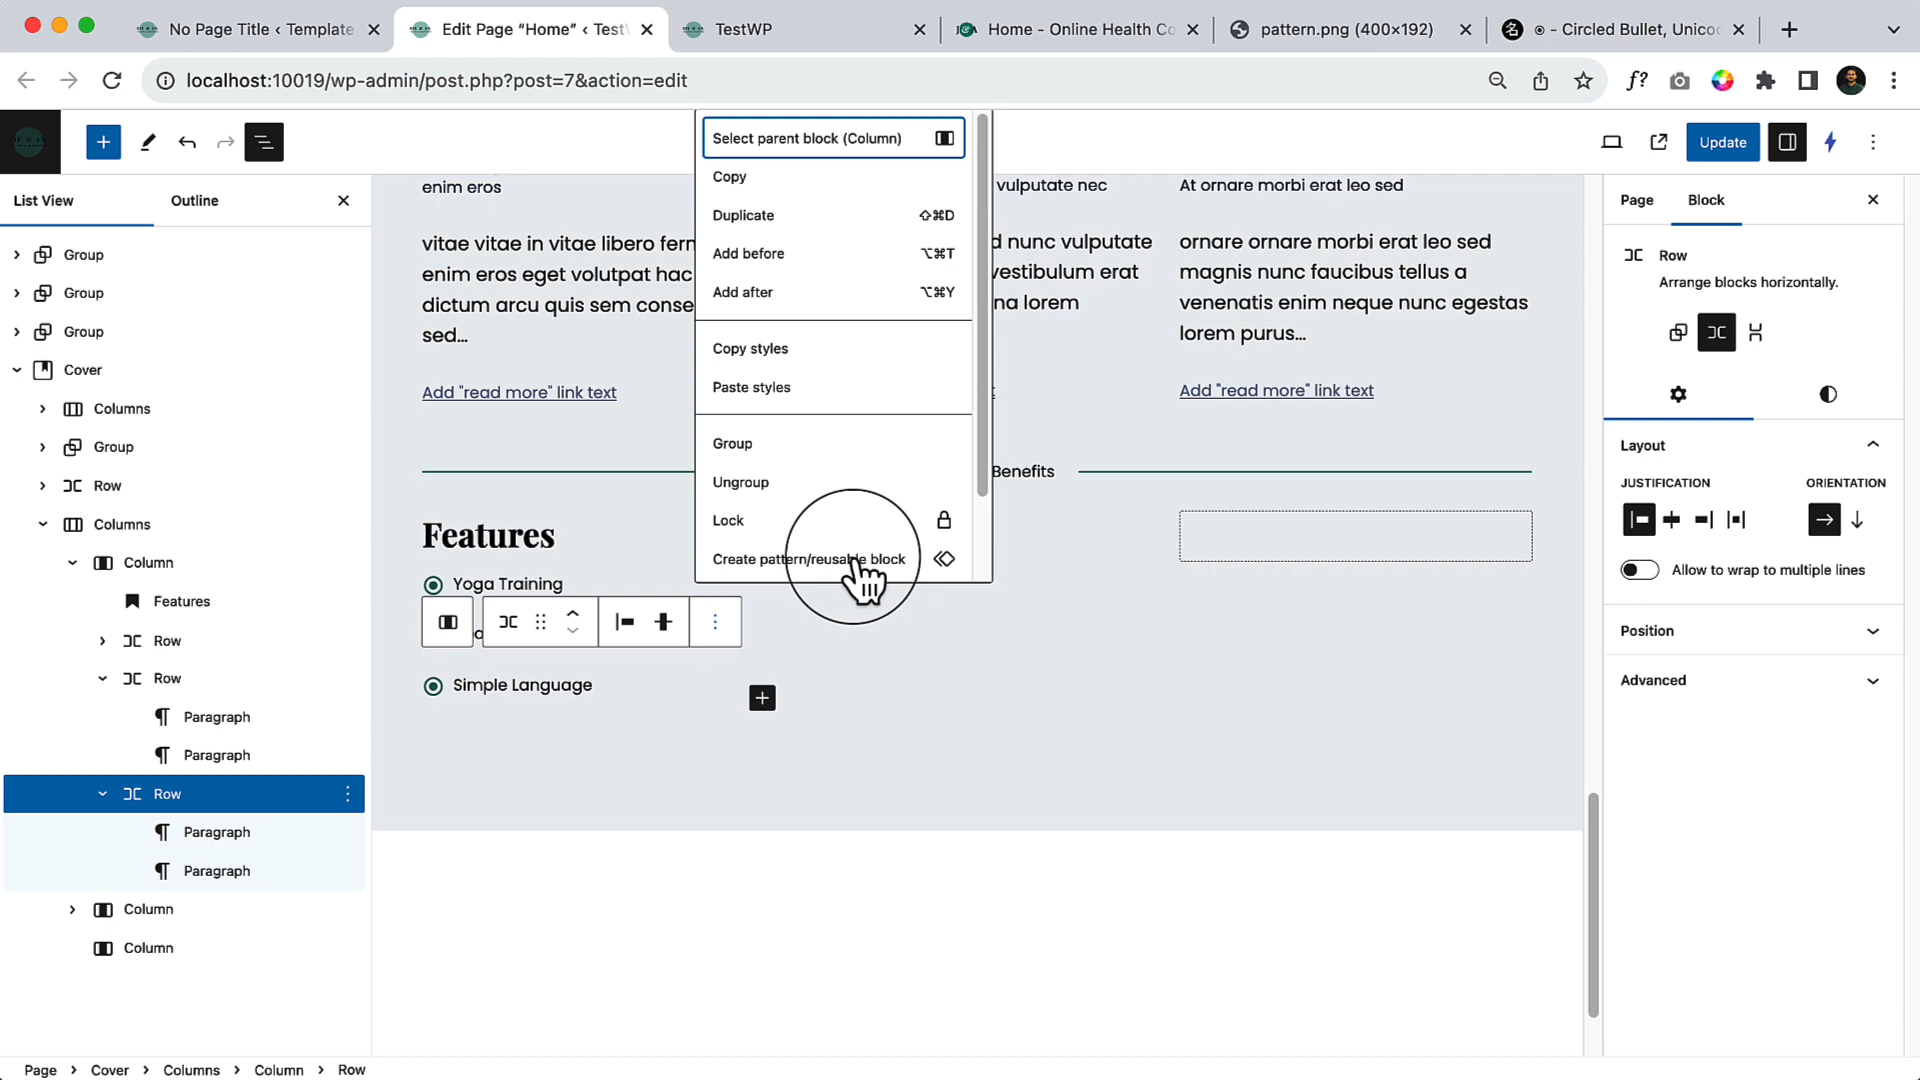 No Page Title ‹ Template
Edit Page “Home” ‹ Test
TestWP
Home - Online Health Co
pattern.png (400×192)
◉ - Circled Bullet, Unico
localhost:10019/wp-admin/post.php?post=7&action=edit
Update
List View
Outline
Group
Group
Group
Cover
Columns
Group
Row
Columns
Column
Features
Row
Row
Paragraph
Paragraph
Row
Paragraph
Paragraph
Column
Column
enim eros
vitae vitae in vitae libero
enim eros eget volutpat hac
dictum arcu quis sem
sed...
Add "read more" link text
Select parent block (Column)
Copy
Duplicate ⇧⌘D
Add before ⌥⌘T
Add after ⌥⌘Y
Copy styles
Paste styles
Group
Ungroup
Lock
Create pattern/reusable block
vulputate nec
nunc vulputate
vestibulum erat
lorem
At ornare morbi erat leo sed
ornare ornare morbi erat leo sed
magnis nunc faucibus tellus a
venenatis enim neque nunc egestas
lorem purus...
Add "read more" link text
Benefits
Features
Yoga Training
Simple Language
Page
Block
Row
Arrange blocks horizontally.
Layout
JUSTIFICATION
ORIENTATION
Allow to wrap to multiple lines
Position
Advanced
Page › Cover › Columns › Column › Row